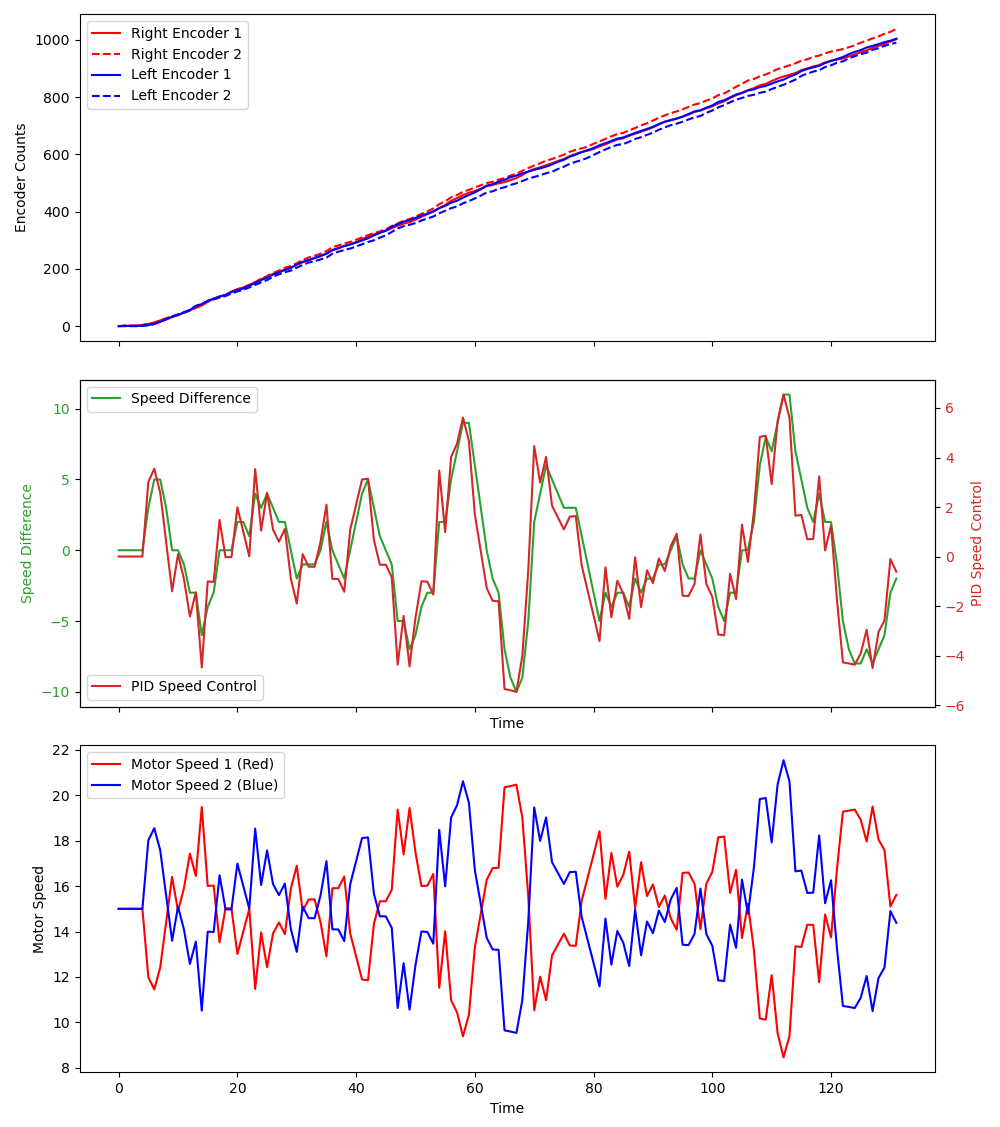 1000
800
600
400
200
0
Encoder Counts
Right Encoder 1
Right Encoder 2
Left Encoder 1
Left Encoder 2
10
5
0
−5
−10
Speed Difference
Speed Difference
PID Speed Control
6
4
2
0
−2
−4
−6
PID Speed Control
Time
22
20
18
16
14
12
10
8
Motor Speed
Motor Speed 1 (Red)
Motor Speed 2 (Blue)
0 20 40 60 80 100 120
Time